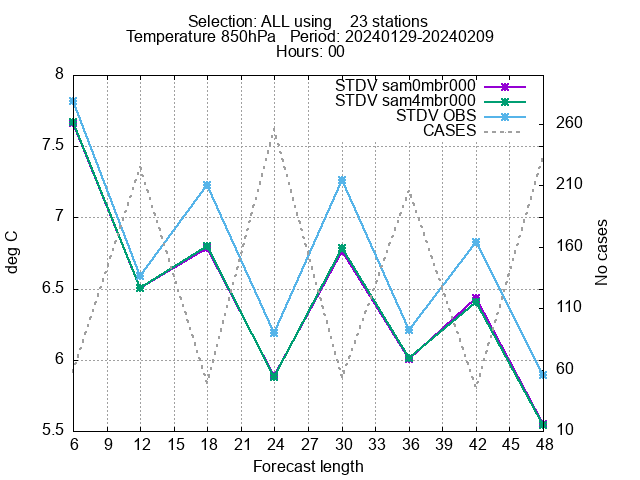 Selection: ALL using    23 stations
Temperature 850hPa   Period: 20240129-20240209
Hours: 00
STDV sam0mbr000
STDV sam4mbr000
STDV OBS
CASES
8
7.5
7
6.5
6
5.5
deg C
260
210
160
110
60
10
No cases
6 9 12 15 18 21 24 27 30 33 36 39 42 45 48
Forecast length